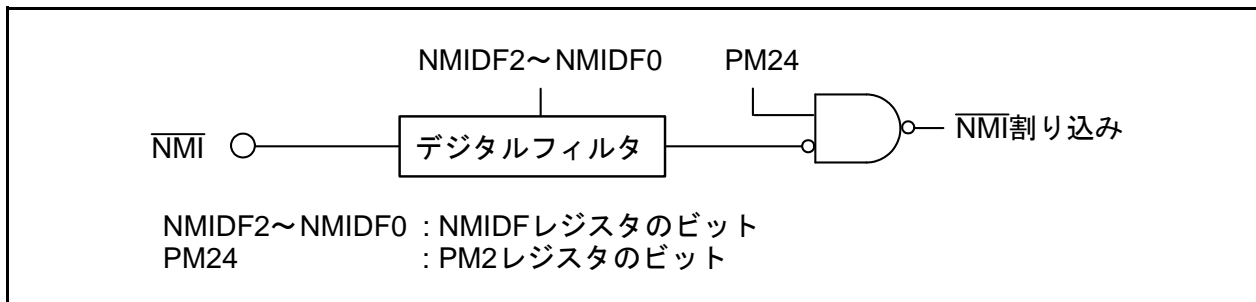 NMIDF2～NMIDF0 PM24
NMI デジタルフィルタ NMI割り込み
NMIDF2～NMIDF0 : NMIDFレジスタのビット
PM24 : PM2レジスタのビット